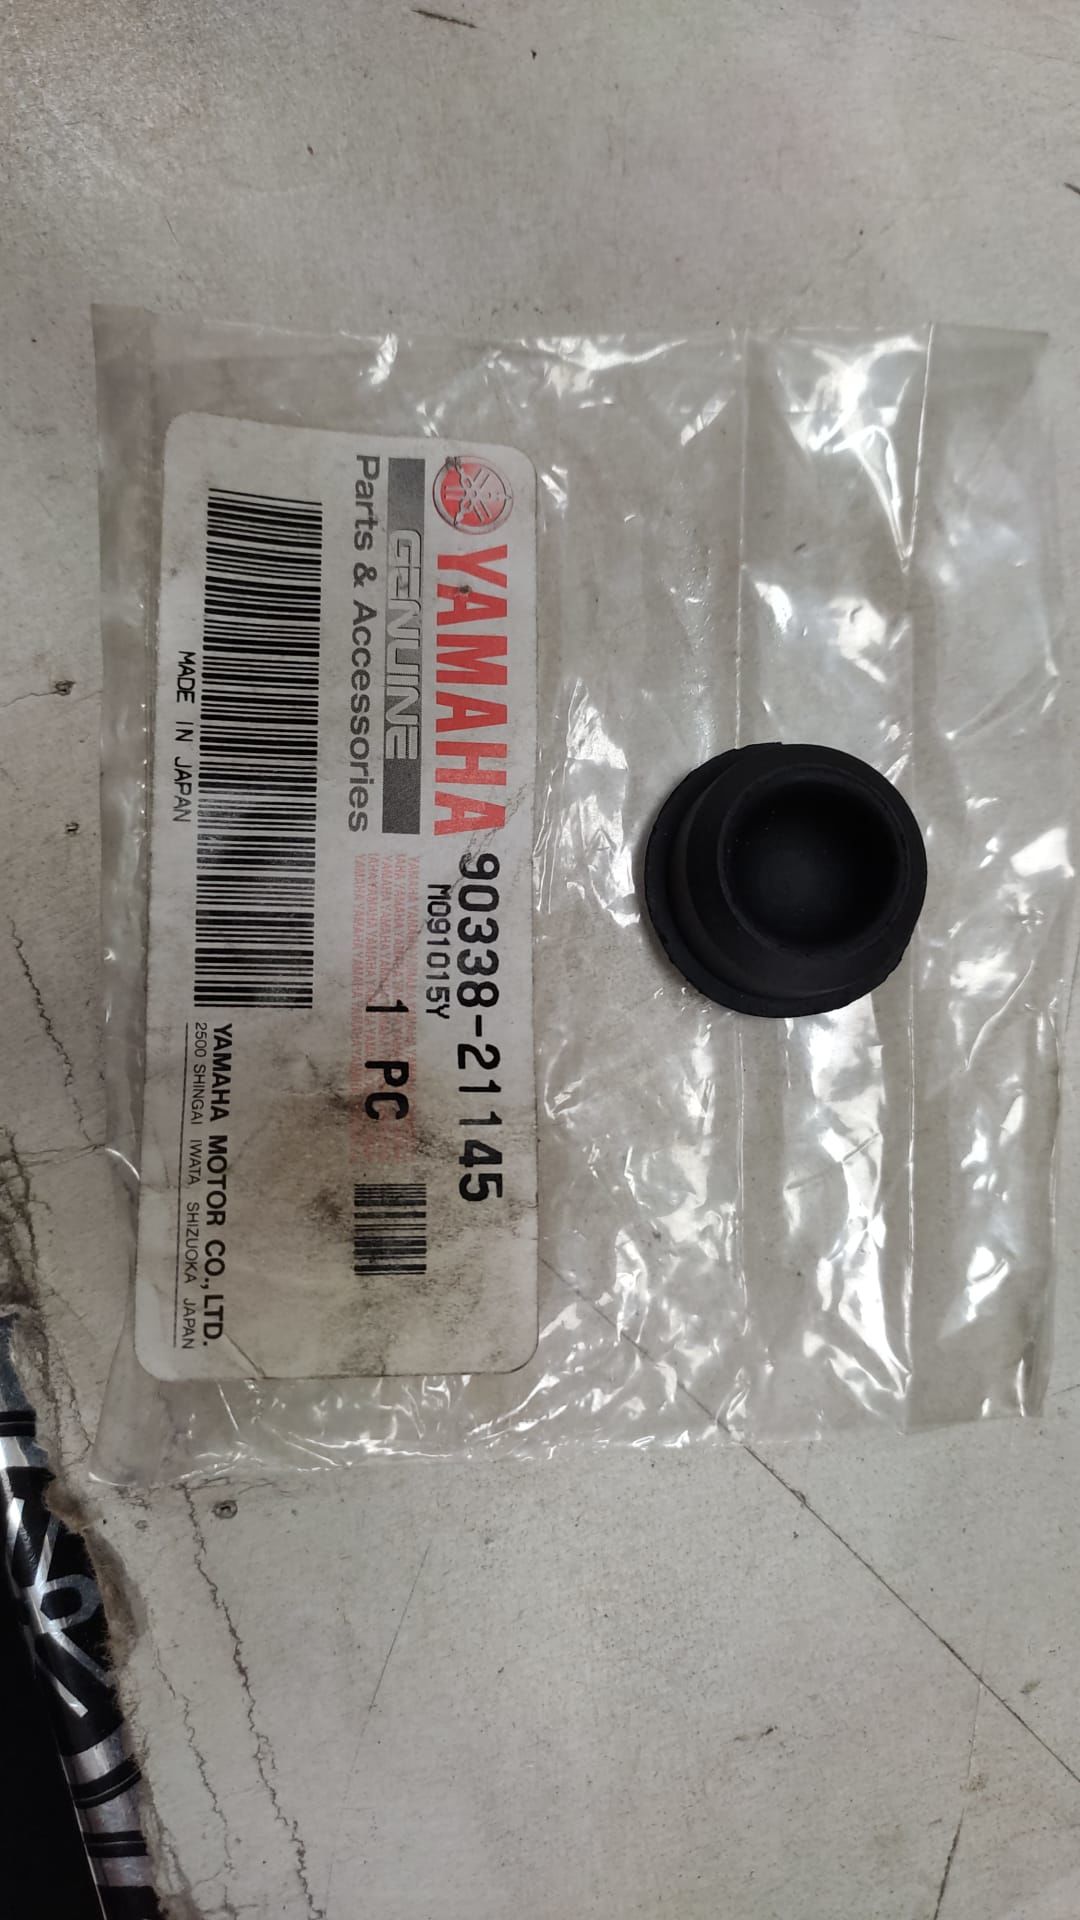 YAMAHA
GENUINE
Parts & Accessories
90338-21145
M091015Y
1 PC
MADE IN JAPAN
YAMAHA MOTOR CO., LTD.
2500 SHINGAI IWATA SHIZUOKA JAPAN